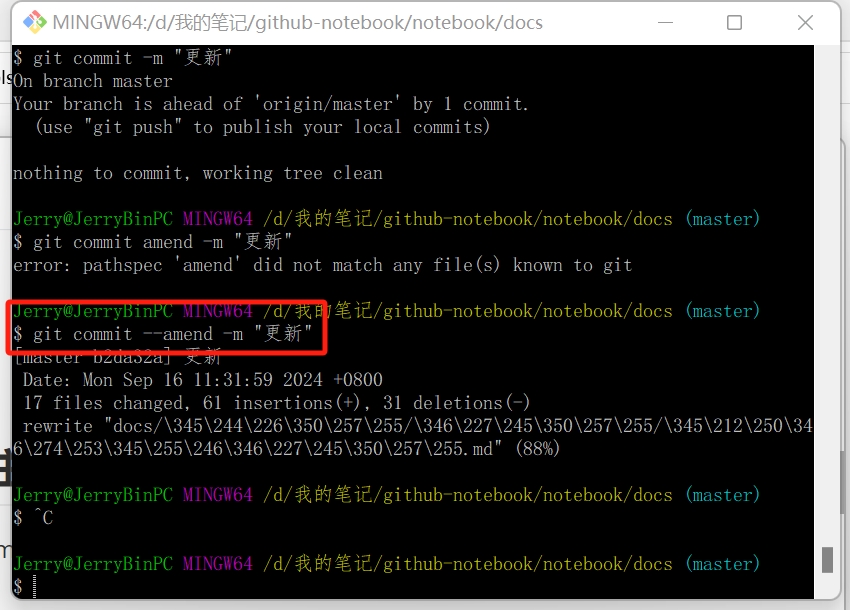 MINGW64:/d/我的笔记/github-notebook/notebook/docs
$ git commit -m "更新"
On branch master
Your branch is ahead of 'origin/master' by 1 commit.
  (use "git push" to publish your local commits)
nothing to commit, working tree clean
Jerry@JerryBinPC MINGW64 /d/我的笔记/github-notebook/notebook/docs (master)
$ git commit amend -m "更新"
error: pathspec 'amend' did not match any file(s) known to git
Jerry@JerryBinPC MINGW64 /d/我的笔记/github-notebook/notebook/docs (master)
$ git commit --amend -m "更新"
[master b2da32a] 更新
 Date: Mon Sep 16 11:31:59 2024 +0800
 17 files changed, 61 insertions(+), 31 deletions(-)
 rewrite "docs/\345\244\226\350\257\255/\346\227\245\350\257\255/\345\212\250\34
6\274\253\345\255\246\346\227\245\350\257\255.md" (88%)
Jerry@JerryBinPC MINGW64 /d/我的笔记/github-notebook/notebook/docs (master)
$ ^C
Jerry@JerryBinPC MINGW64 /d/我的笔记/github-notebook/notebook/docs (master)
$